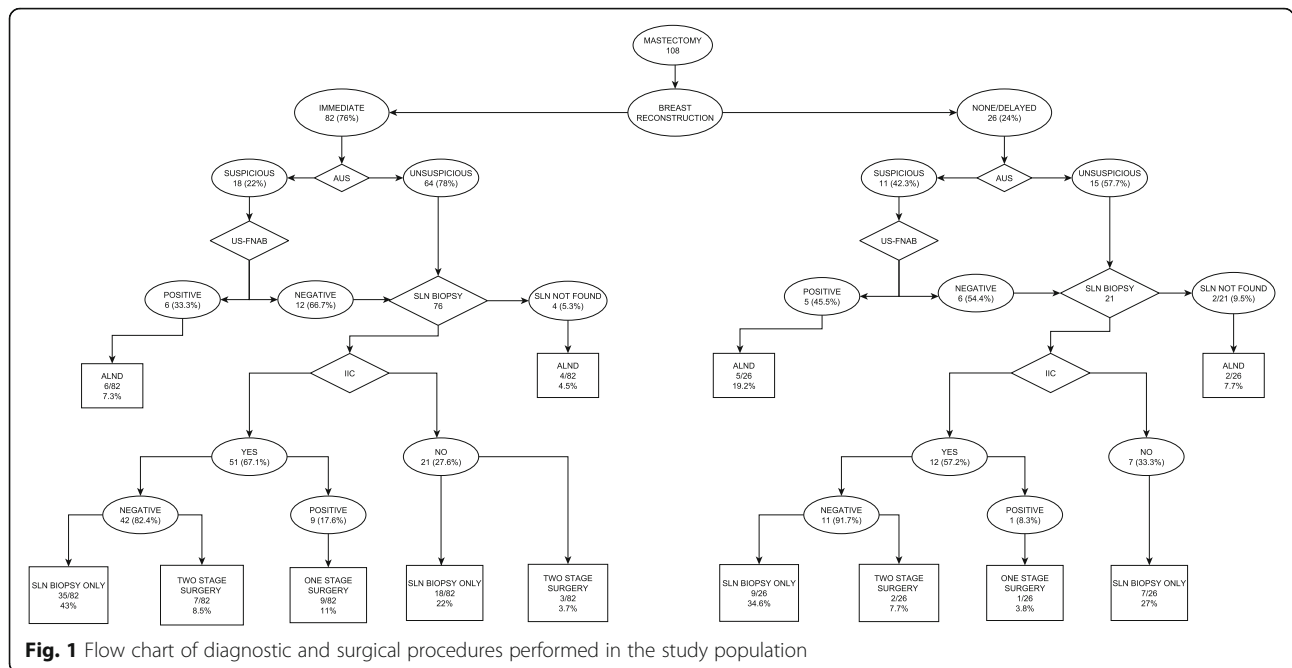 MASTECTOMY
108
BREAST
RECONSTRUCTION
IMMEDIATE
82 (76%)
AUS
SUSPICIOUS
18 (22%)
UNSUSPICIOUS
64 (78%)
US-FNAB
POSITIVE
6 (33.3%)
NEGATIVE
12 (66.7%)
SLN BIOPSY
76
SLN NOT FOUND
4 (5.3%)
ALND
6/82
7.3%
ALND
4/82
4.5%
IIC
YES
51 (67.1%)
NO
21 (27.6%)
NEGATIVE
42 (82.4%)
POSITIVE
9 (17.6%)
SLN BIOPSY ONLY
35/82
43%
TWO STAGE
SURGERY
7/82
8.5%
ONE STAGE
SURGERY
9/82
11%
SLN BIOPSY ONLY
18/82
22%
TWO STAGE
SURGERY
3/82
3.7%
NONE/DELAYED
26 (24%)
AUS
SUSPICIOUS
11 (42.3%)
UNSUSPICIOUS
15 (57.7%)
US-FNAB
POSITIVE
5 (45.5%)
NEGATIVE
6 (54.4%)
SLN BIOPSY
21
SLN NOT FOUND
2/21 (9.5%)
ALND
5/26
19.2%
ALND
2/26
7.7%
IIC
YES
12 (57.2%)
NO
7 (33.3%)
NEGATIVE
11 (91.7%)
POSITIVE
1 (8.3%)
SLN BIOPSY ONLY
9/26
34.6%
TWO STAGE
SURGERY
2/26
7.7%
ONE STAGE
SURGERY
1/26
3.8%
SLN BIOPSY ONLY
7/26
27%
Fig. 1 Flow chart of diagnostic and surgical procedures performed in the study population